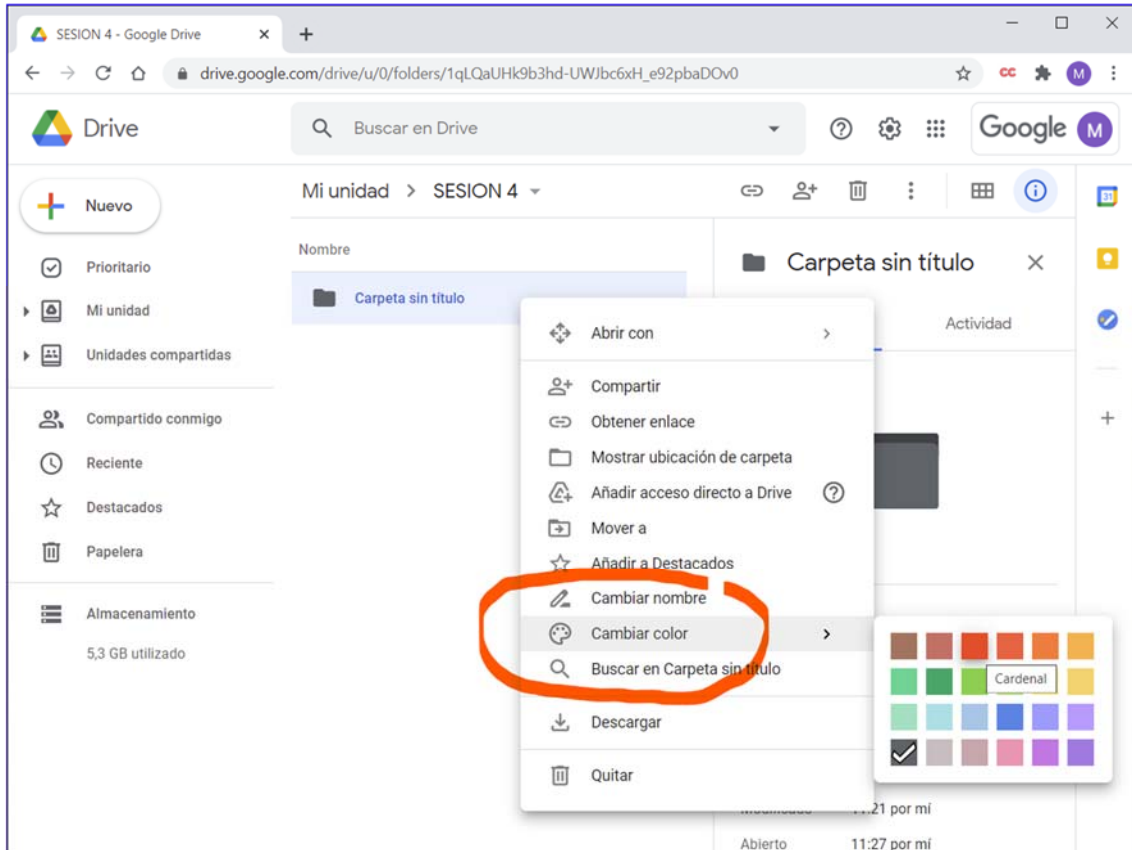 SESION 4 - Google Drive
drive.google.com/drive/u/0/folders/1qLQaUHk9b3hd-UWJbc6xH_e92pbaDOv0
CC
M
Drive
Buscar en Drive
Google
M
Nuevo
Mi unidad > SESION 4
31
Nombre
Carpeta sin título
Carpeta sin título
Actividad
Prioritario
Mi unidad
Unidades compartidas
Compartido conmigo
Reciente
Destacados
Papelera
Almacenamiento
5,3 GB utilizado
Abrir con
Compartir
Obtener enlace
Mostrar ubicación de carpeta
Añadir acceso directo a Drive
Mover a
Añadir a Destacados
Cambiar nombre
Cambiar color
Buscar en Carpeta sin título
Descargar
Quitar
Cardenal
11:21 por mí
Abierto 11:27 por mí